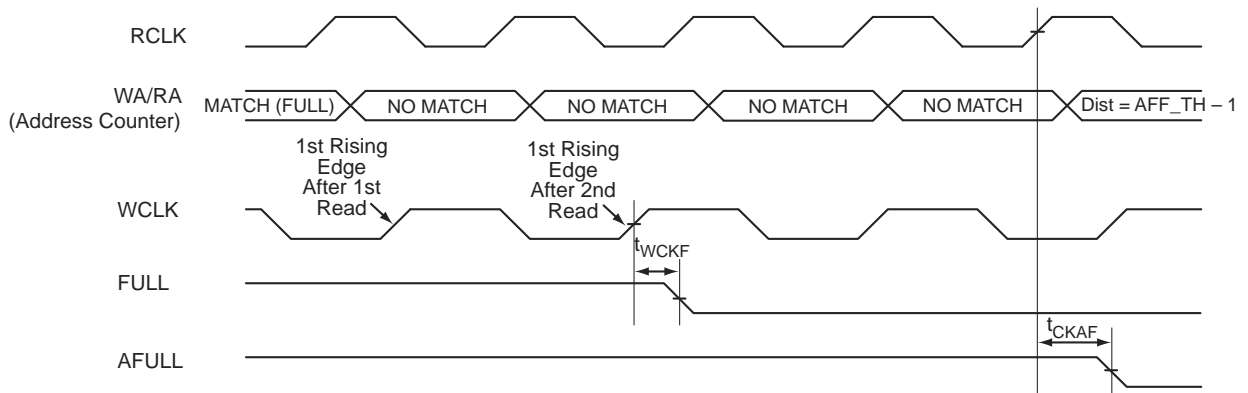 RCLK
WA/RA
(Address Counter)
MATCH (FULL)
NO MATCH
NO MATCH
NO MATCH
NO MATCH
Dist = AFF_TH – 1
1st Rising
Edge
After 1st
Read
1st Rising
Edge
After 2nd
Read
WCLK
tWCKF
FULL
tCKAF
AFULL